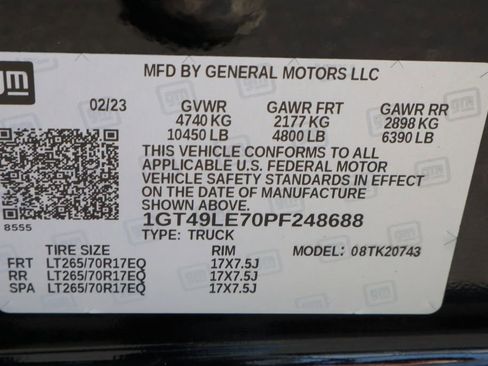 gm
MFD BY GENERAL MOTORS LLC
02/23 GVWR GAWR FRT GAWR RR
4740 KG 2177 KG 2898 KG
10450 LB 4800 LB 6390 LB
THIS VEHICLE CONFORMS TO ALL
APPLICABLE U.S. FEDERAL MOTOR
VEHICLE SAFETY STANDARDS IN EFFECT
ON THE DATE OF MANUFACTURE
SHOWN ABOVE.
8555
1GT49LE70PF248688
TYPE: TRUCK MODEL: 08TK20743
TIRE SIZE RIM
FRT LT265/70R17EQ 17X7.5J
RR LT265/70R17EQ 17X7.5J
SPA LT265/70R17EQ 17X7.5J